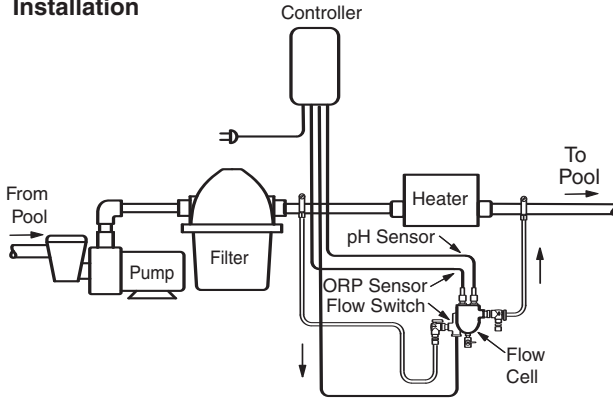 Installation
Controller
From
Pool
Pump
Filter
Heater
To
Pool
pH Sensor
ORP Sensor
Flow Switch
Flow
Cell